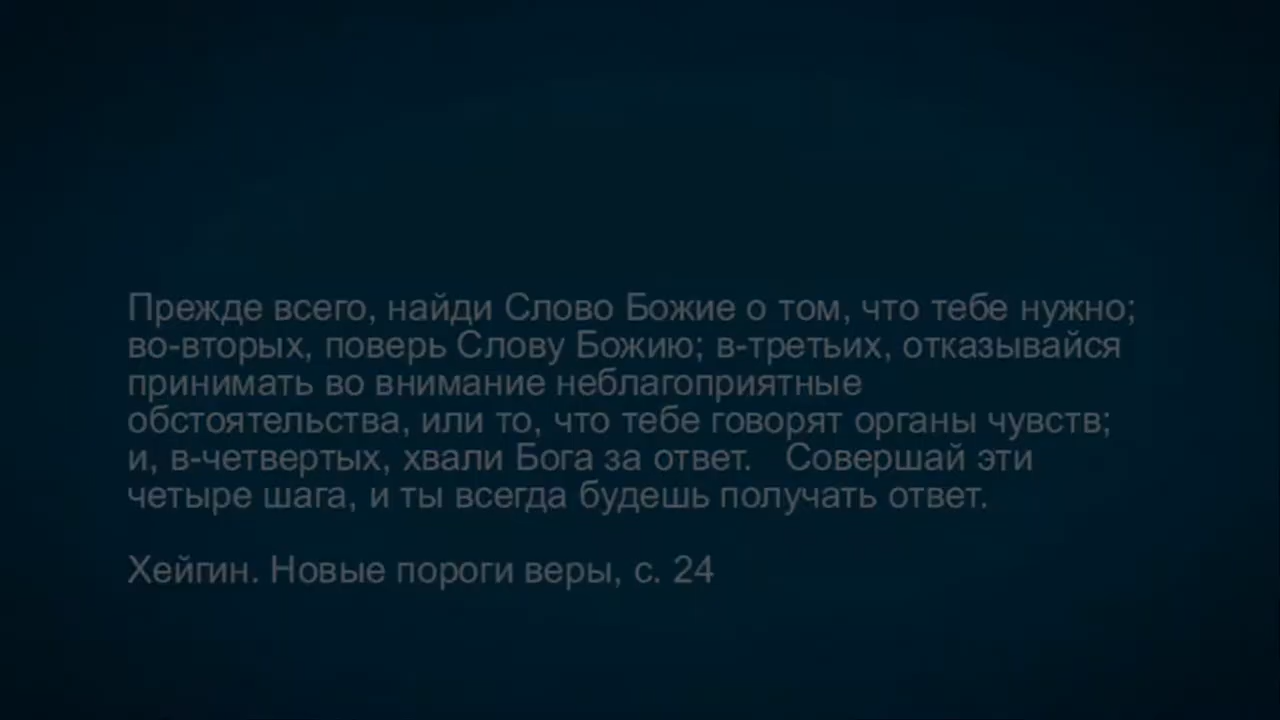 Прежде всего, найди Слово Божие о том, что тебе нужно;
во-вторых, поверь Слову Божию; в-третьих, отказывайся
принимать во внимание неблагоприятные
обстоятельства, или то, что тебе говорят органы чувств;
и, в-четвертых, хвали Бога за ответ.   Совершай эти
четыре шага, и ты всегда будешь получать ответ.
Хейгин. Новые пороги веры, с. 24